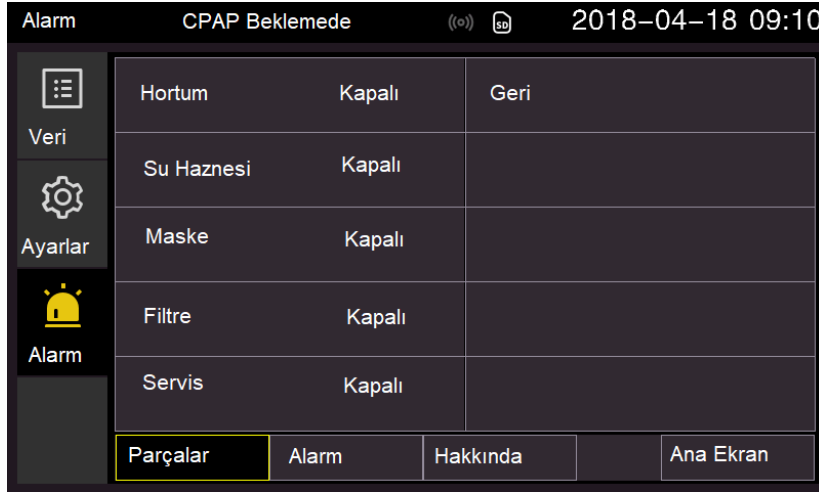 Alarm CPAP Beklemede ((o)) SD 2018-04-18 09:10
Veri
Ayarlar
Alarm
Hortum Kapalı Geri
Su Haznesi Kapalı
Maske Kapalı
Filtre Kapalı
Servis Kapalı
Parçalar Alarm Hakkında Ana Ekran